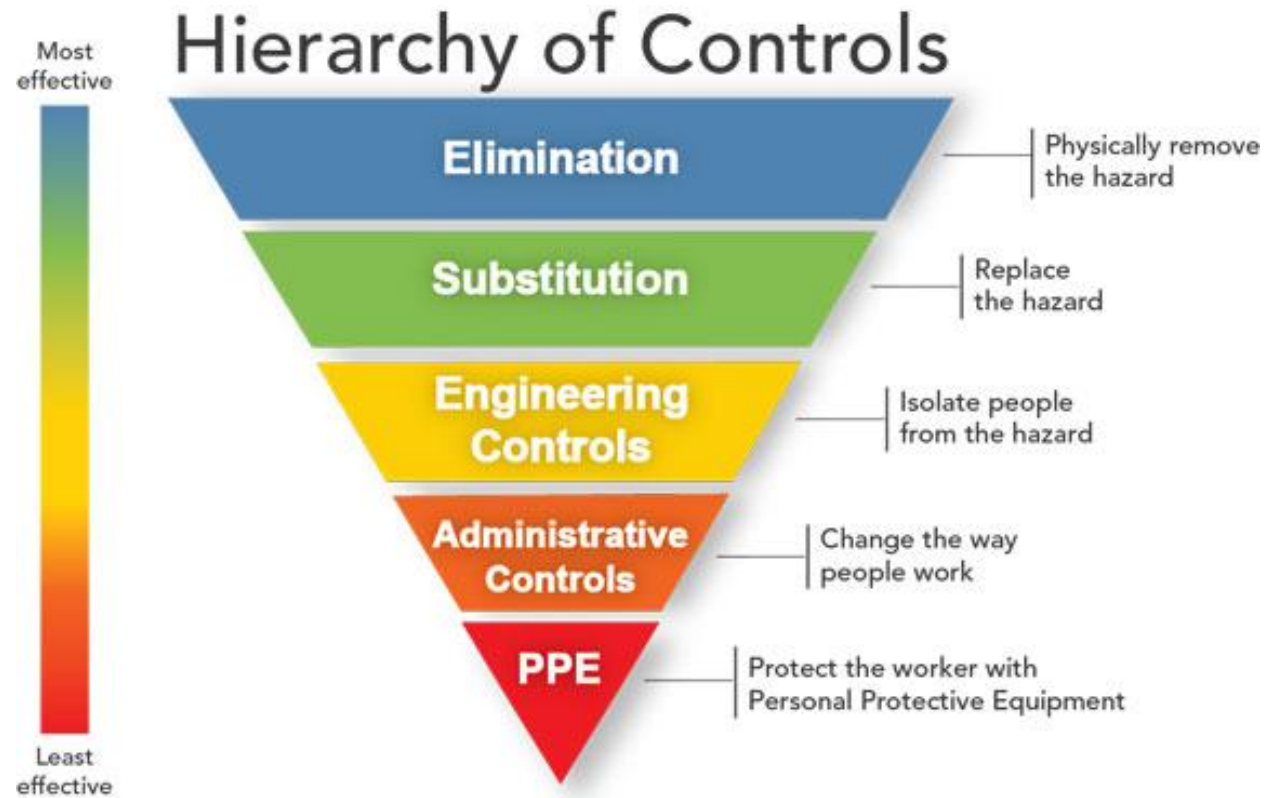 Hierarchy of Controls
Most
effective
Elimination
Physically remove
the hazard
Substitution
Replace
the hazard
Engineering
Controls
Isolate people
from the hazard
Administrative
Controls
Change the way
people work
PPE
Protect the worker with
Personal Protective Equipment
Least
effective